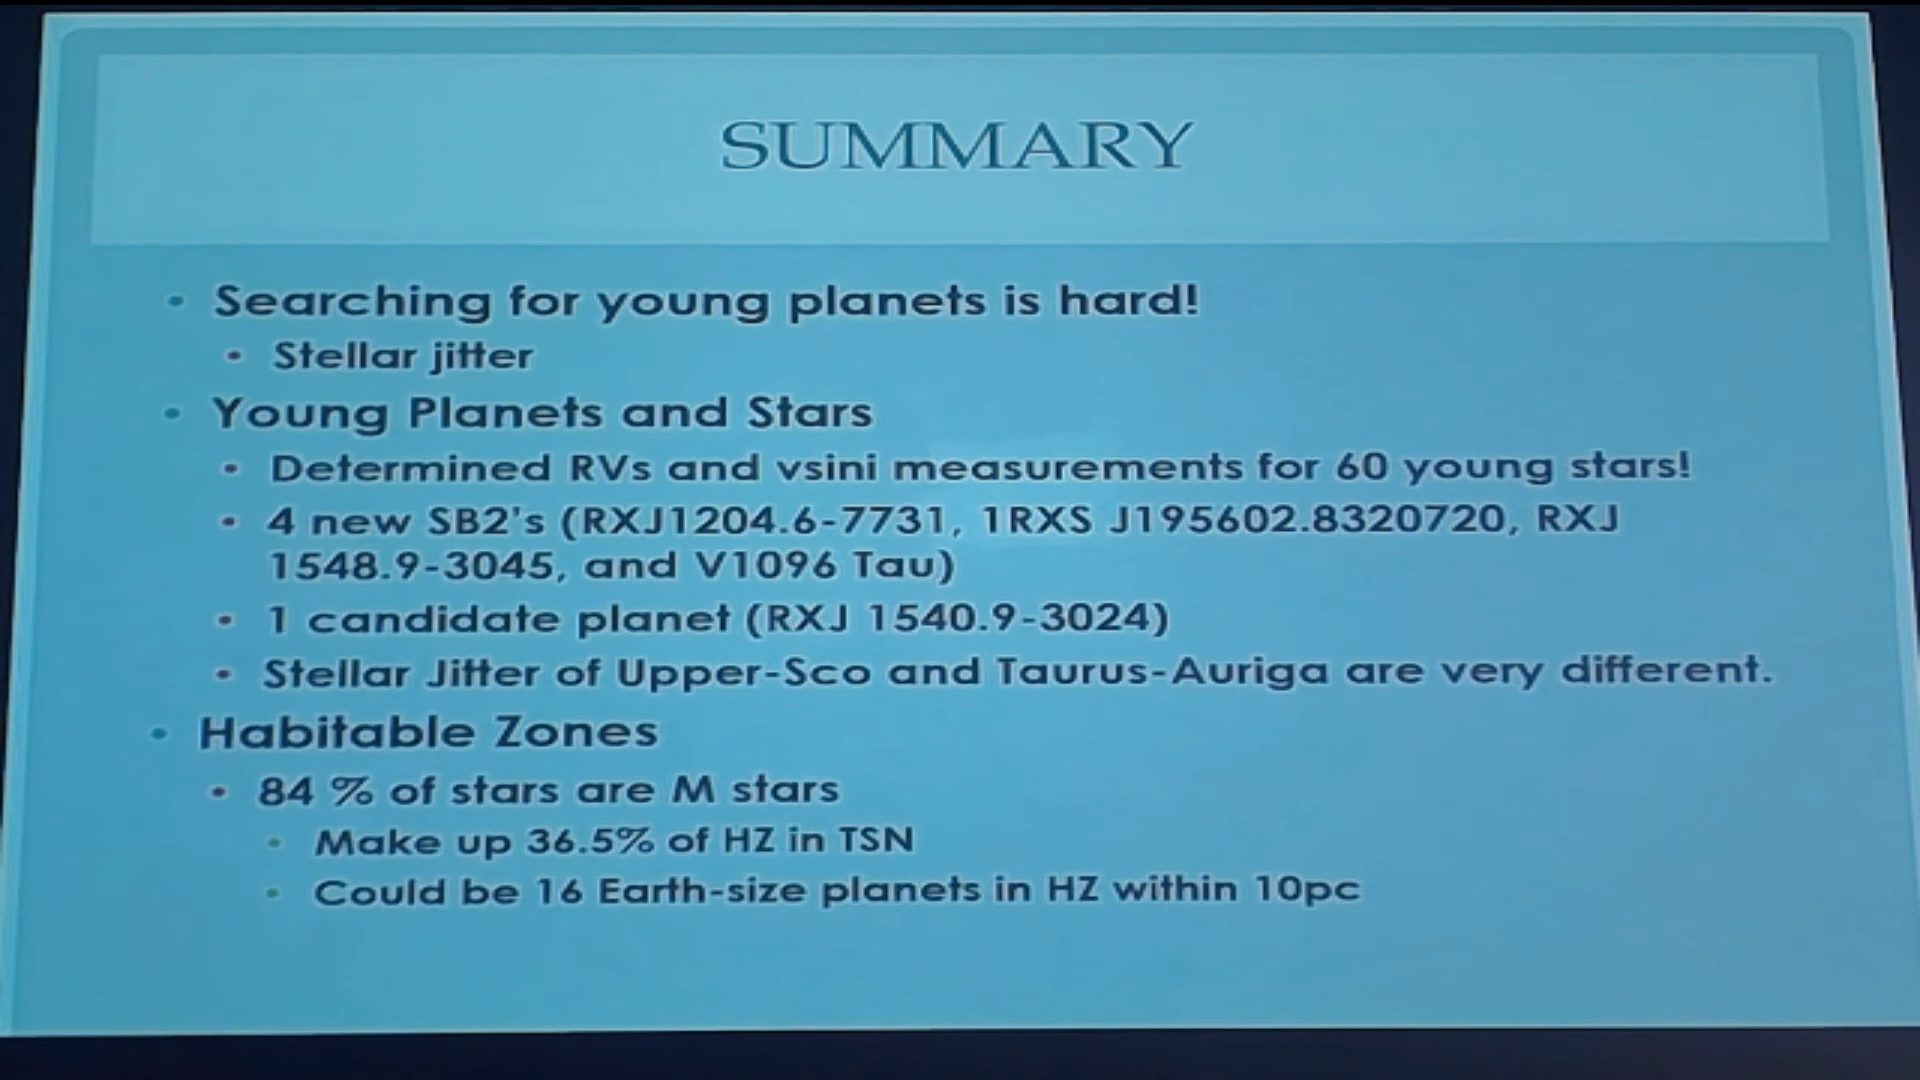 SUMMARY
• Searching for young planets is hard!
• Stellar jitter
• Young Planets and Stars
• Determined RVs and vsini measurements for 60 young stars!
• 4 new SB2's (RXJ1204.6-7731, 1RXS J195602.8320720, RXJ
1548.9-3045, and V1096 Tau)
• 1 candidate planet (RXJ 1540.9-3024)
• Stellar Jitter of Upper-Sco and Taurus-Auriga are very different.
• Habitable Zones
• 84 % of stars are M stars
• Make up 36.5% of HZ in TSN
• Could be 16 Earth-size planets in HZ within 10pc